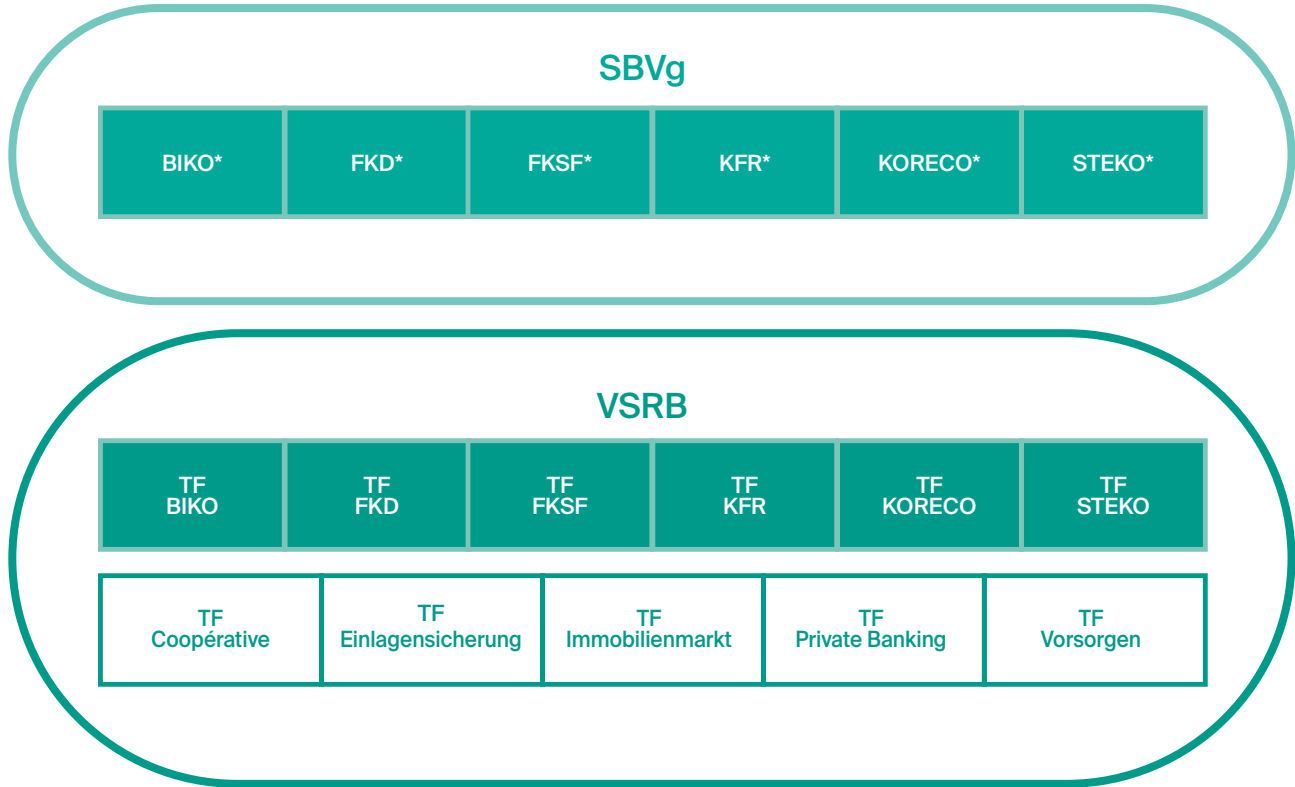 SBVg
BIKO*
FKD*
FKSF*
KFR*
KORECO*
STEKO*
VSRB
TF
BIKO
TF
FKD
TF
FKSF
TF
KFR
TF
KORECO
TF
STEKO
TF
Coopérative
TF
Einlagensicherung
TF
Immobilienmarkt
TF
Private Banking
TF
Vorsorgen